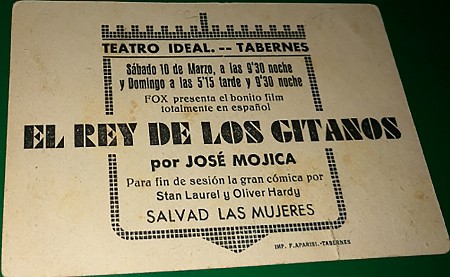 TEATRO IDEAL. -- TABERNES
Sábado 10 de Marzo, a las 9'30 noche
y Domingo a las 5'15 tarde y 9'30 noche
FOX presenta el bonito film
totalmente en español
EL REY DE LOS GITANOS
por JOSÉ MOJICA
Para fin de sesión la gran cómica por
Stan Laurel y Oliver Hardy
SALVAD LAS MUJERES
IMP. F. APARISI.-TABERNES